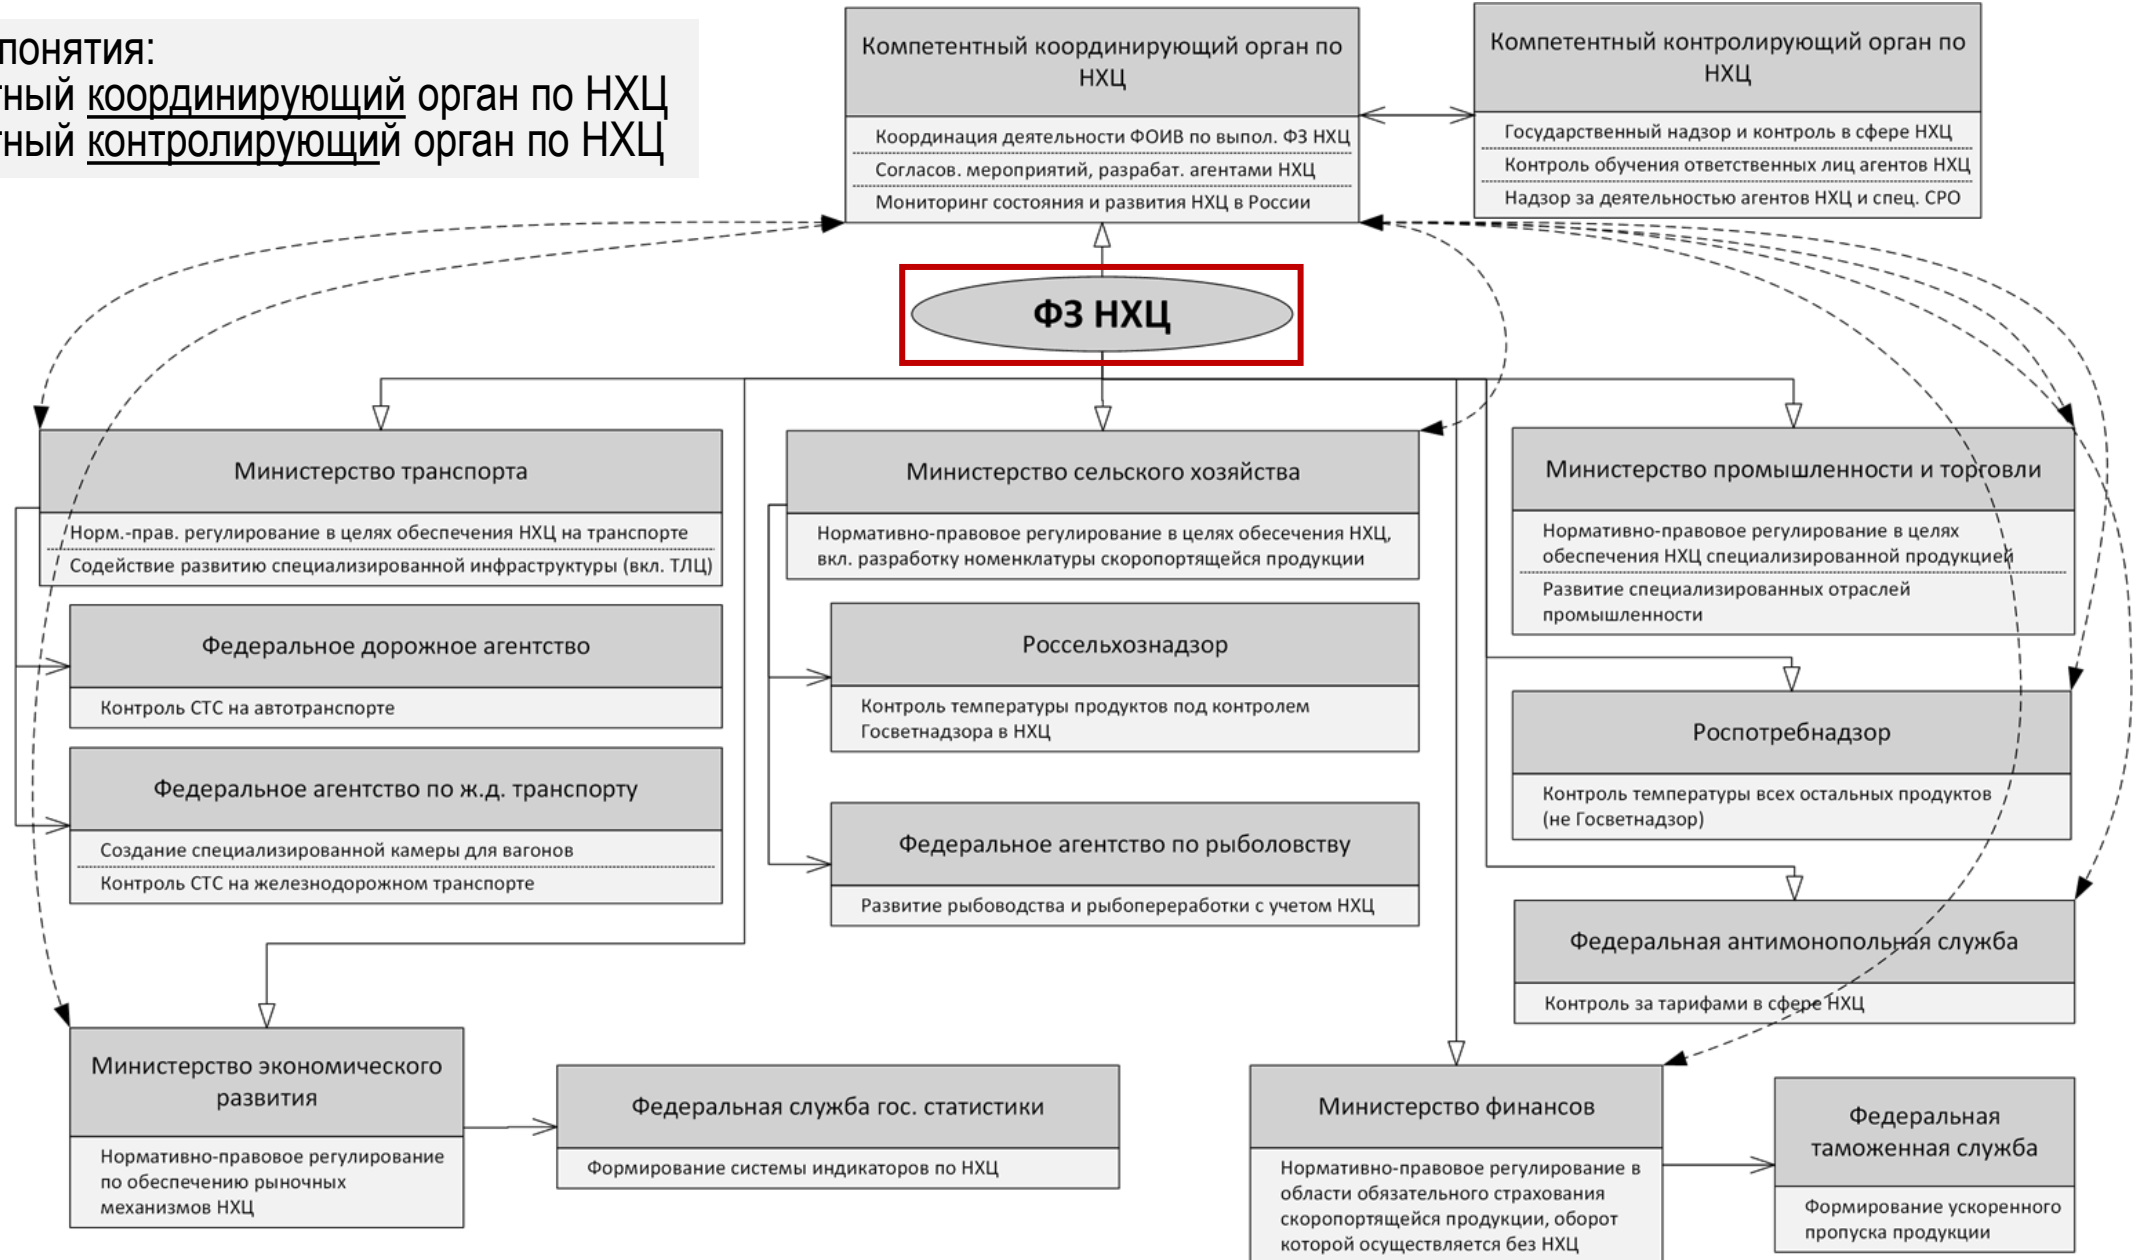 понятия:
тный координирующий орган по НХЦ
тный контролирующий орган по НХЦ
Компетентный координирующий орган по
НХЦ
Координация деятельности ФОИВ по выпол. ФЗ НХЦ
Согласов. мероприятий, разрабат. агентами НХЦ
Мониторинг состояния и развития НХЦ в России
Компетентный контролирующий орган по
НХЦ
Государственный надзор и контроль в сфере НХЦ
Контроль обучения ответственных лиц агентов НХЦ
Надзор за деятельностью агентов НХЦ и спец. СРО
ФЗ НХЦ
Министерство транспорта
Норм.-прав. регулирование в целях обеспечения НХЦ на транспорте
Содействие развитию специализированной инфраструктуры (вкл. ТЛЦ)
Федеральное дорожное агентство
Контроль СТС на автотранспорте
Федеральное агентство по ж.д. транспорту
Создание специализированной камеры для вагонов
Контроль СТС на железнодорожном транспорте
Министерство сельского хозяйства
Нормативно-правовое регулирование в целях обесечения НХЦ,
вкл. разработку номенклатуры скоропортящейся продукции
Россельхознадзор
Контроль температуры продуктов под контролем
Госветнадзора в НХЦ
Федеральное агентство по рыболовству
Развитие рыбоводства и рыбопереработки с учетом НХЦ
Министерство промышленности и торговли
Нормативно-правовое регулирование в целях
обеспечения НХЦ специализированной продукцией
Развитие специализированных отраслей
промышленности
Роспотребнадзор
Контроль температуры всех остальных продуктов
(не Госветнадзор)
Федеральная антимонопольная служба
Контроль за тарифами в сфере НХЦ
Министерство экономического
развития
Нормативно-правовое регулирование
по обеспечению рыночных
механизмов НХЦ
Федеральная служба гос. статистики
Формирование системы индикаторов по НХЦ
Министерство финансов
Нормативно-правовое регулирование в
области обязательного страхования
скоропортящейся продукции, оборот
которой осуществляется без НХЦ
Федеральная
таможенная служба
Формирование ускоренного
пропуска продукции